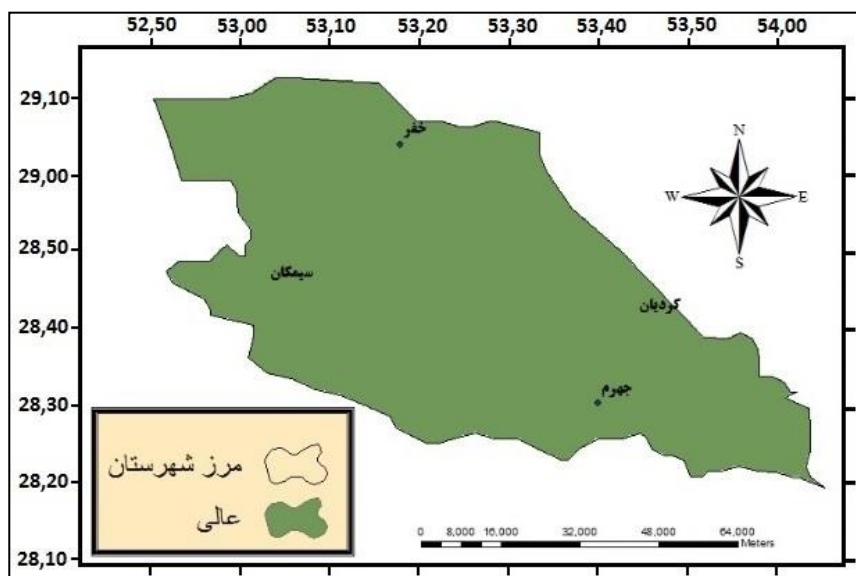 52,50 53,00 53,10 53,20 53,30 53,40 53,50 54,00
29,10
29,00
28,50
28,40
28,30
28,20
28,10
خفر
سیمگان
کردیان
جهرم
N
W E
S
مرز شهرستان
عالی
0 8,000 16,000 32,000 48,000 64,000
Meters